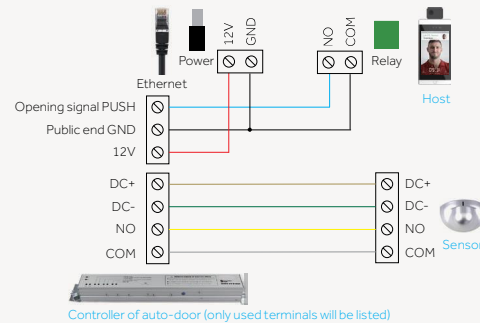 12V
GND
NO
COM
Power
Relay
Ethernet
Host
Opening signal PUSH
Public end GND
12V
DC+
DC-
NO
COM
DC+
DC-
NO
COM
Sensor
Controller of auto-door (only used terminals will be listed)